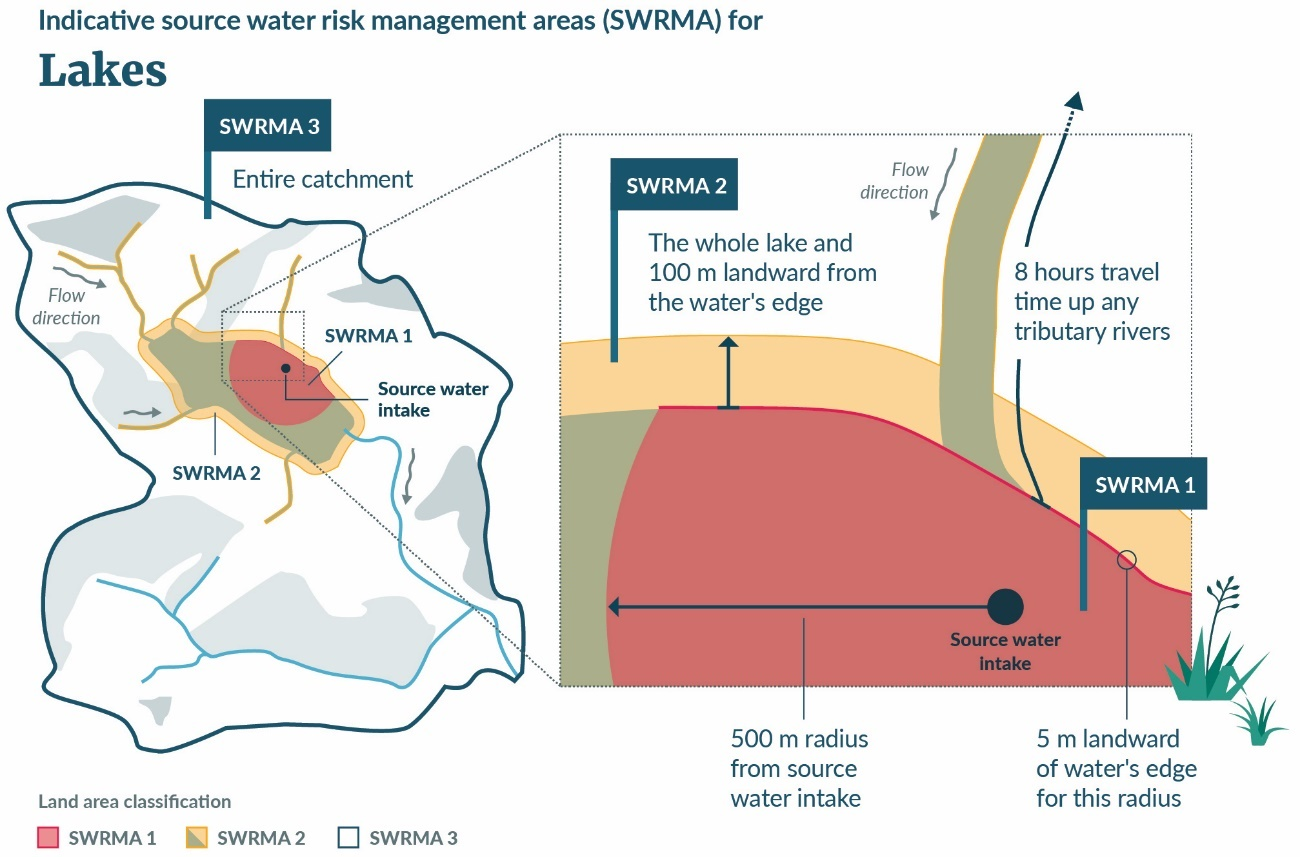 Indicative source water risk management areas (SWRMA) for
Lakes
SWRMA 3
Entire catchment
Flow
direction
SWRMA 1
Source water
intake
SWRMA 2
SWRMA 2
The whole lake and
100 m landward from
the water's edge
Flow
direction
8 hours travel
time up any
tributary rivers
SWRMA 1
Source water
intake
500 m radius
from source
water intake
5 m landward
of water's edge
for this radius
Land area classification
SWRMA 1
SWRMA 2
SWRMA 3